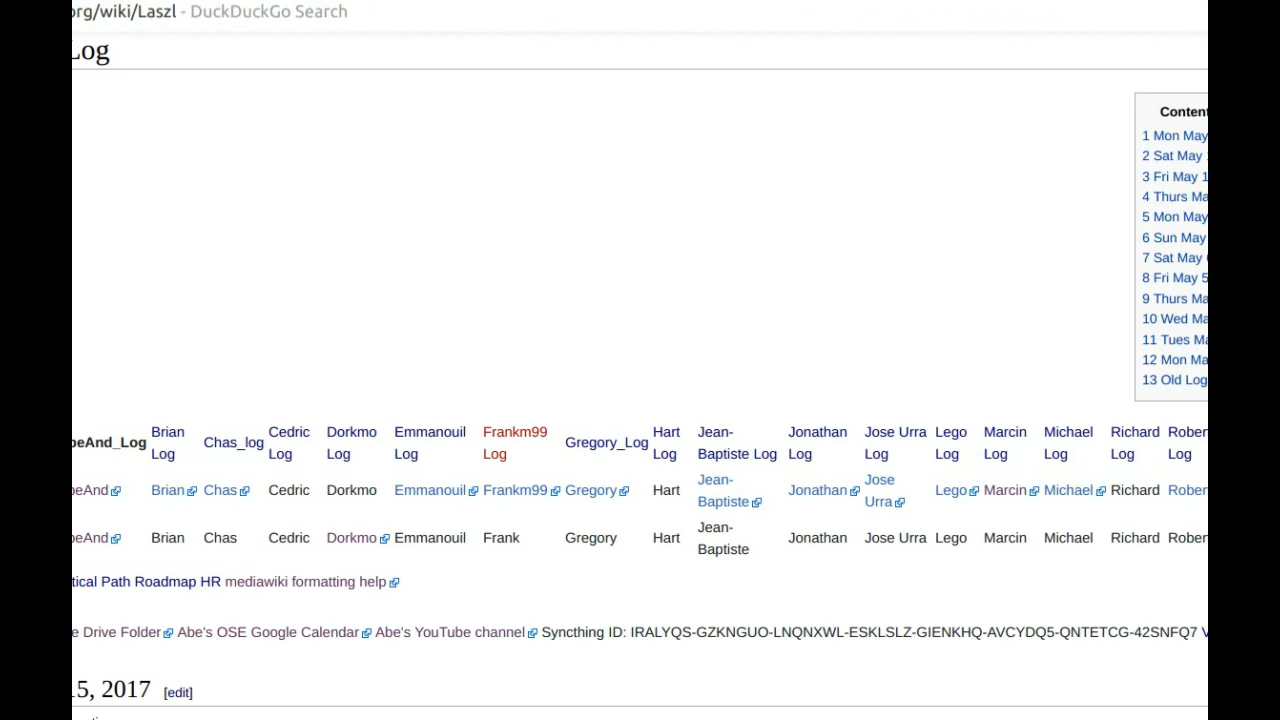 org/wiki/Laszl - DuckDuckGo Search
Log
Content
1 Mon May
2 Sat May
3 Fri May 1
4 Thurs Ma
5 Mon May
6 Sun May
7 Sat May
8 Fri May 5
9 Thurs Ma
10 Wed Ma
11 Tues Ma
12 Mon Ma
13 Old Log
beAnd_Log Brian Log Chas_log Cedric Log Dorkmo Log Emmanouil Log Frankm99 Log Gregory_Log Hart Log Jean-Baptiste Log Jonathan Log Jose Urra Log Lego Log Marcin Log Michael Log Richard Log Rober Log
beAnd Brian Chas Cedric Dorkmo Emmanouil Frankm99 Gregory Hart Jean-Baptiste Jonathan Jose Urra Lego Marcin Michael Richard Rober
beAnd Brian Chas Cedric Dorkmo Emmanouil Frank Gregory Hart Jean-Baptiste Jonathan Jose Urra Lego Marcin Michael Richard Rober
tical Path Roadmap HR mediawiki formatting help
e Drive Folder Abe's OSE Google Calendar Abe's YouTube channel Syncthing ID: IRALYQS-GZKNGUO-LNQNXWL-ESKLSLZ-GIENKHQ-AVCYDQ5-QNTETCG-42SNFQ7 V
15, 2017 [edit]